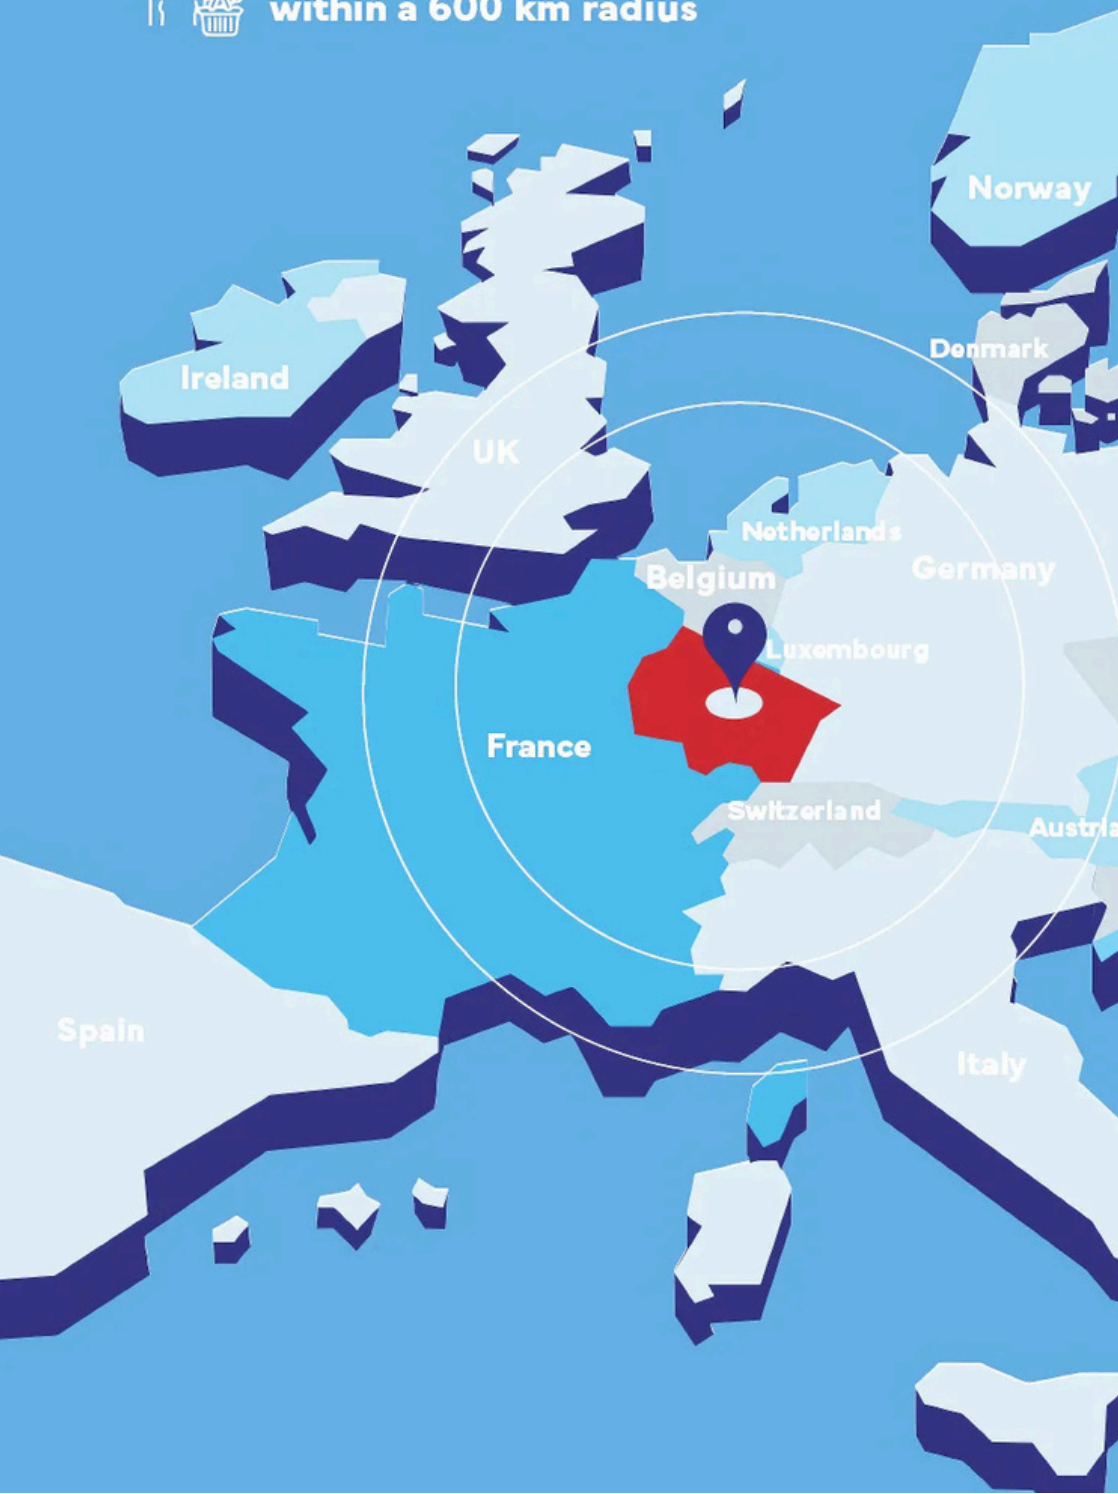 within a 600 km radius
Norway
Denmark
Ireland
UK
Netherlands
Germany
Belgium
Luxembourg
France
Switzerland
Austria
Spain
Italy